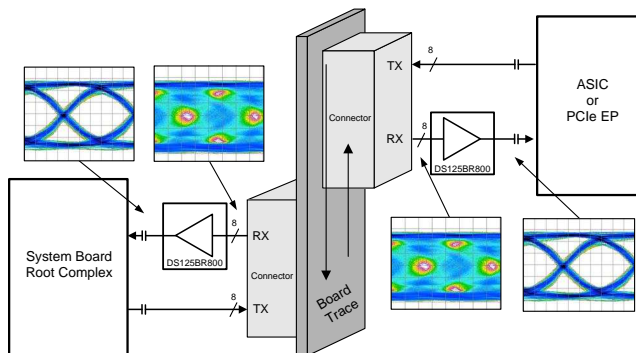 8
TX
ASIC
or
PCIe EP
Connector
8
RX
DS125BR800
8
RX
DS125BR800
System Board
Root Complex
Connector
Board
Trace
8
TX